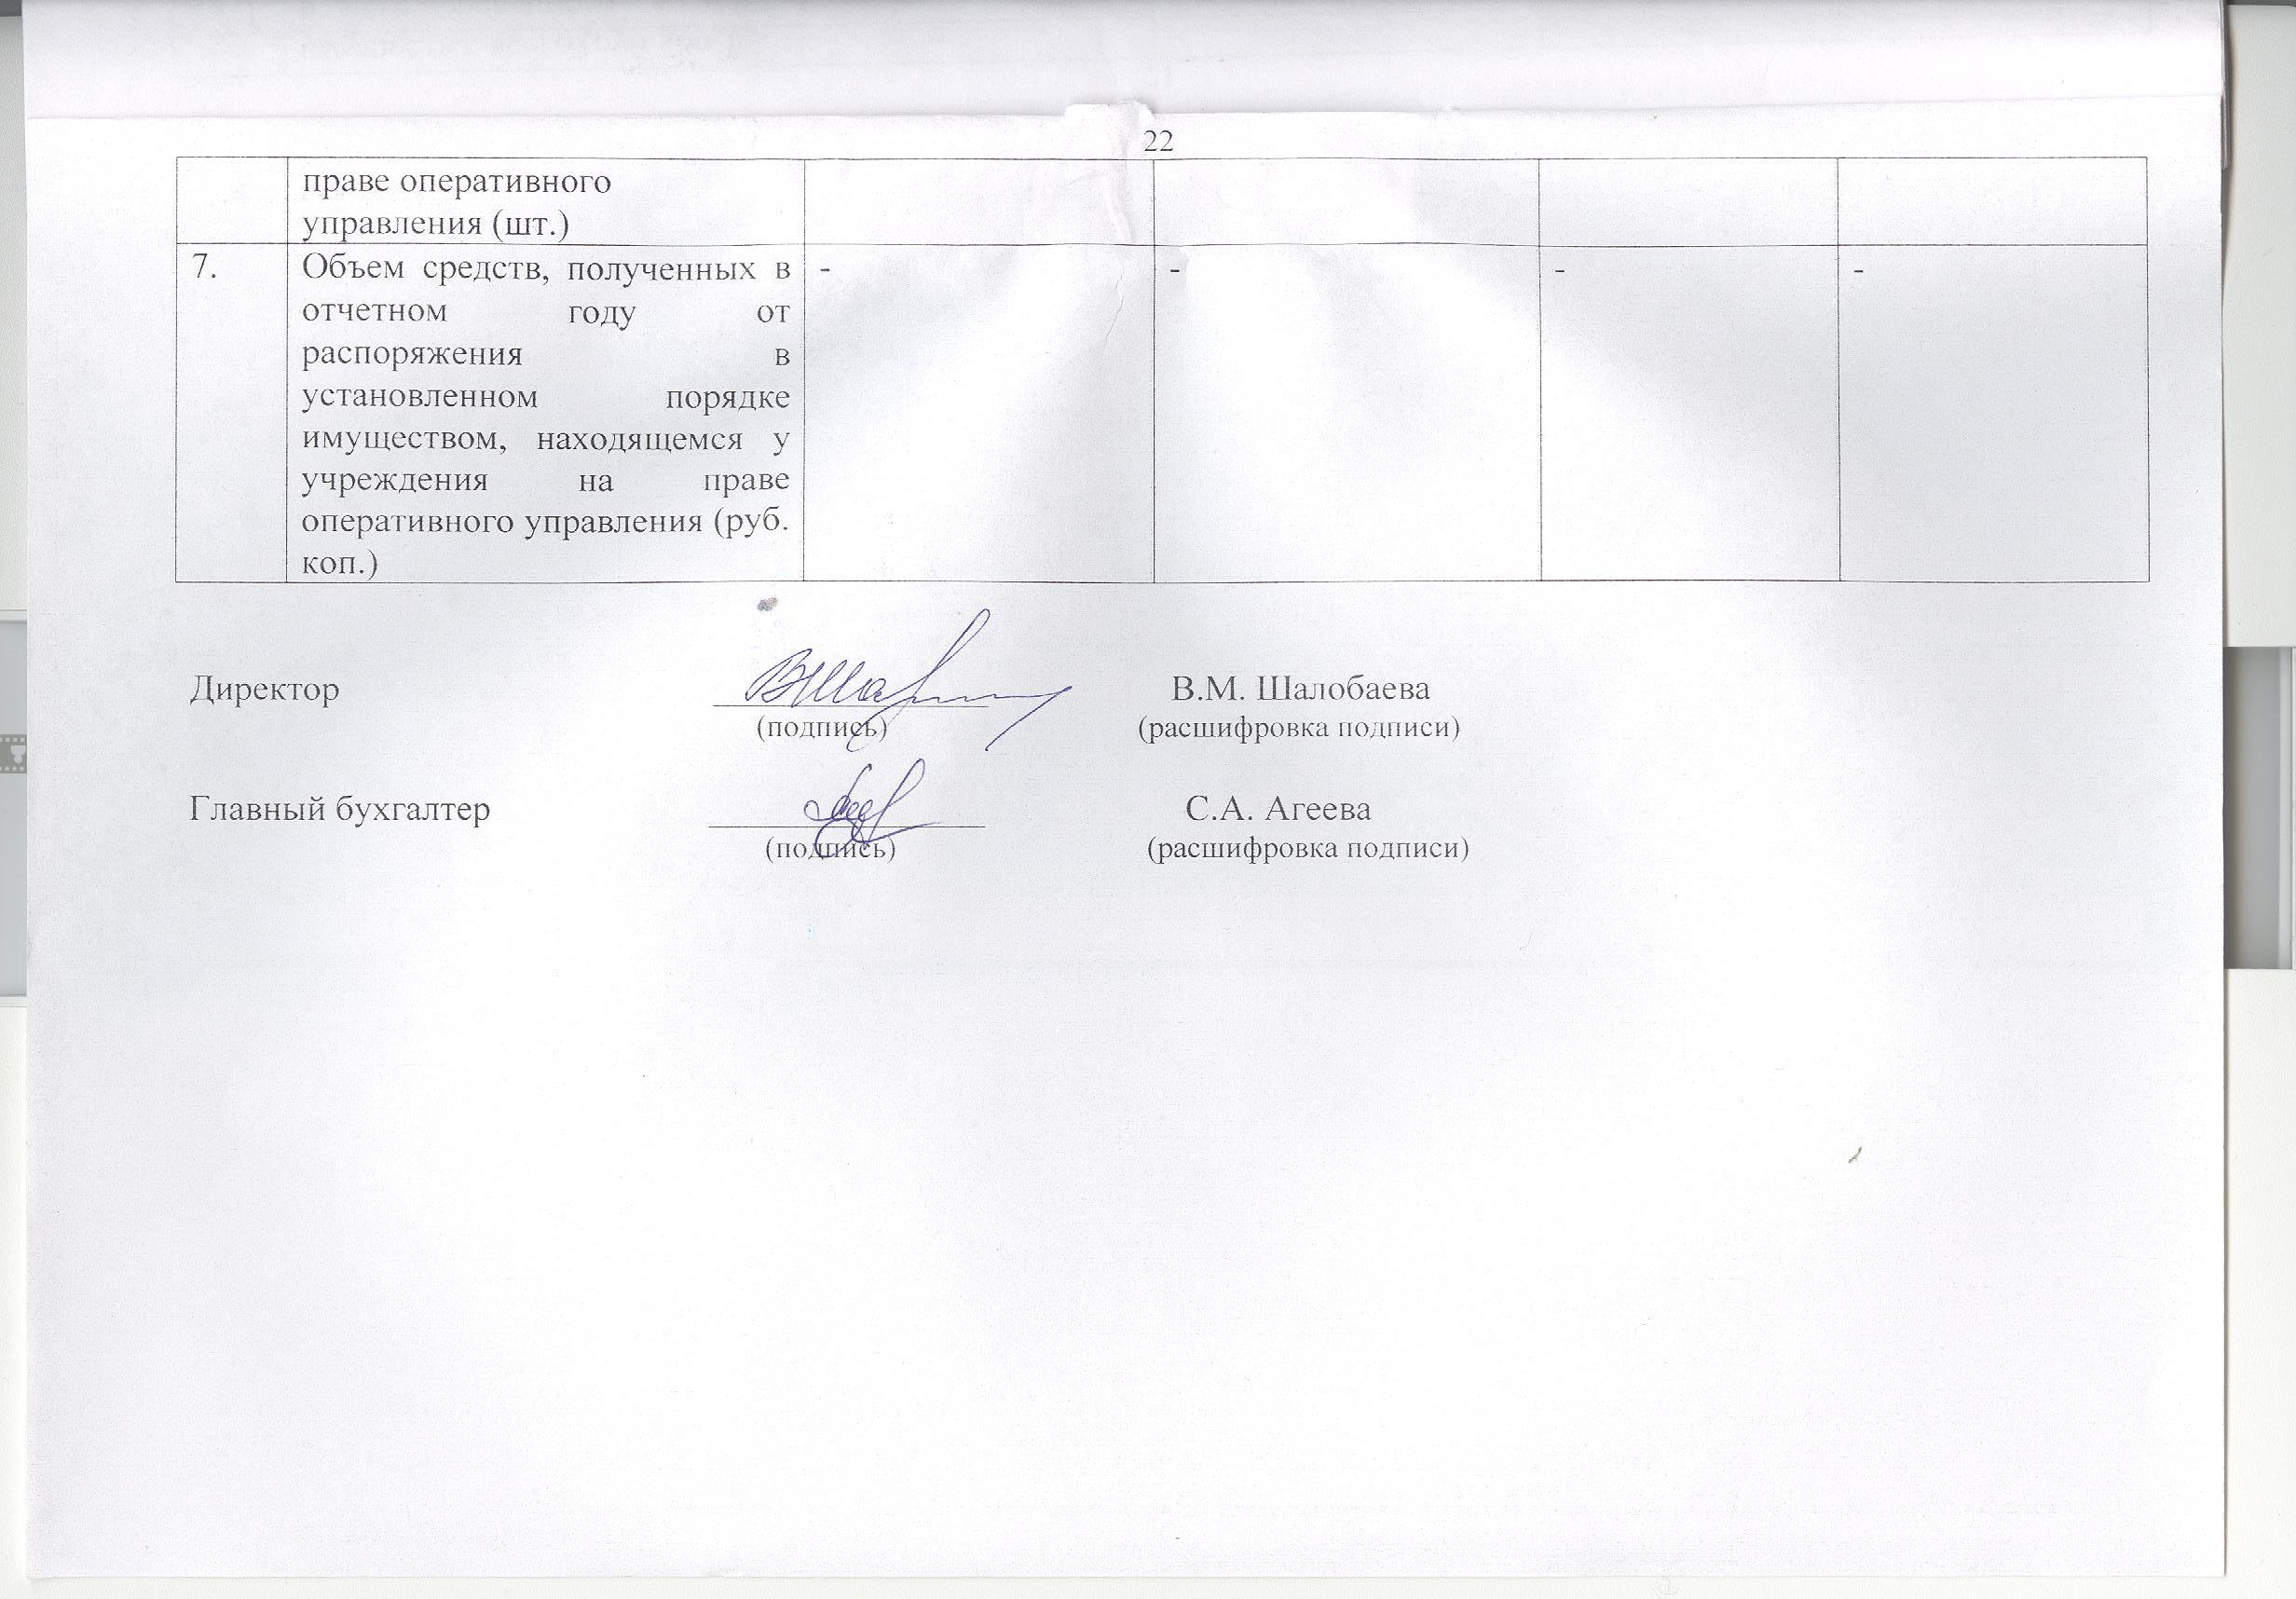 22
праве оперативного
управления (шт.)
7. Объем средств, полученных в - - - -
отчетном году от
распоряжения в
установленном порядке
имуществом, находящемся у
учреждения на праве
оперативного управления (руб.
коп.)
Директор В.М. Шалобаева
(подпись) (расшифровка подписи)
Главный бухгалтер С.А. Агеева
(подпись) (расшифровка подписи)